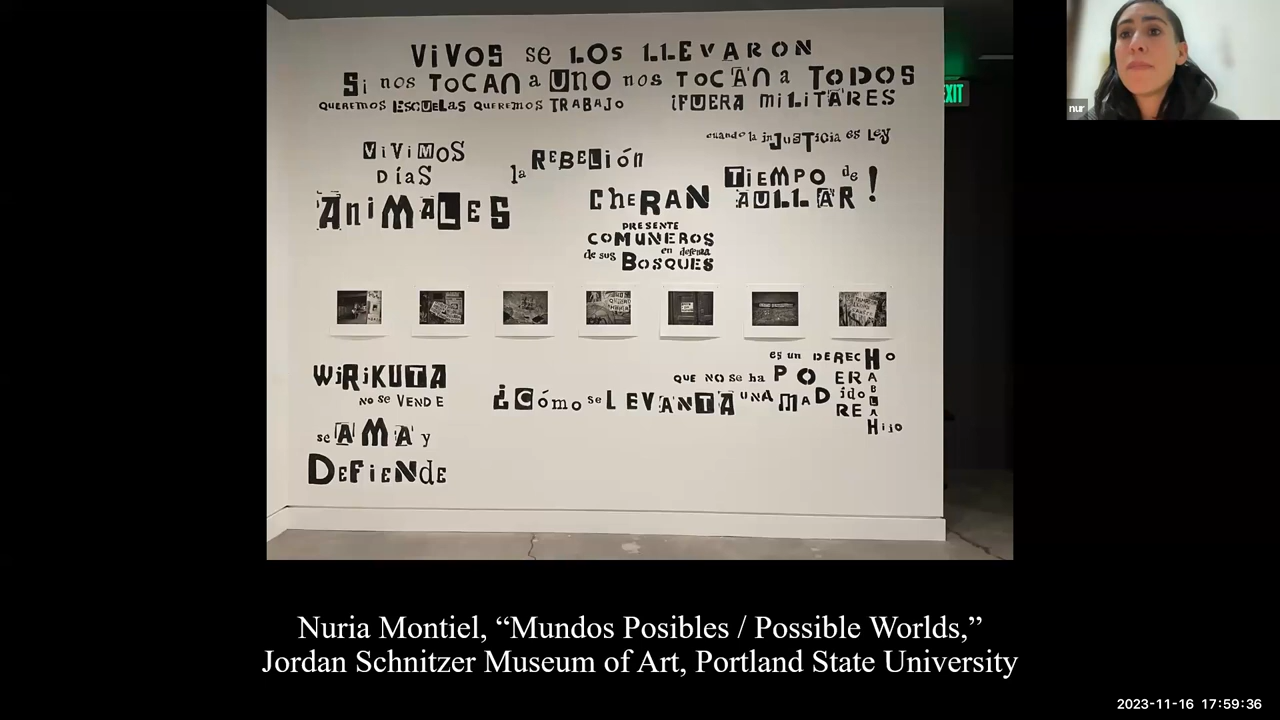 ViVOS se LOS LLEVARON
Si nos TOCAN a UNO nos TOCAN a TODOS
QUEREMOS ESCUELAS QUEREMOS TRABAJO ¡FUERA MiLiTARES
cuando la inJusTicia es Ley
ViViMOS
DíaS
AniMALES
la REBELión
TiEMPO de
AULLAR!
CheRAN
PRESENTE
COMUNEROS
de sus en defensa
BOSQUES
WiRiKUTA
no se VENDE
se AMA y
DEFiENde
es un DERECHO
QUE NO se ha PODido
¿Cómo se LEVANTA UNA MADRE
ERA
HABLA
Hijo
EXIT
nur
Nuria Montiel, “Mundos Posibles / Possible Worlds,”
Jordan Schnitzer Museum of Art, Portland State University
2023-11-16 17:59:36